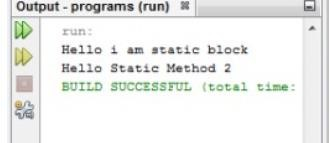 Output - programs (run)
run:
Hello i am static block
Hello Static Method 2
BUILD SUCCESSFUL (total time: